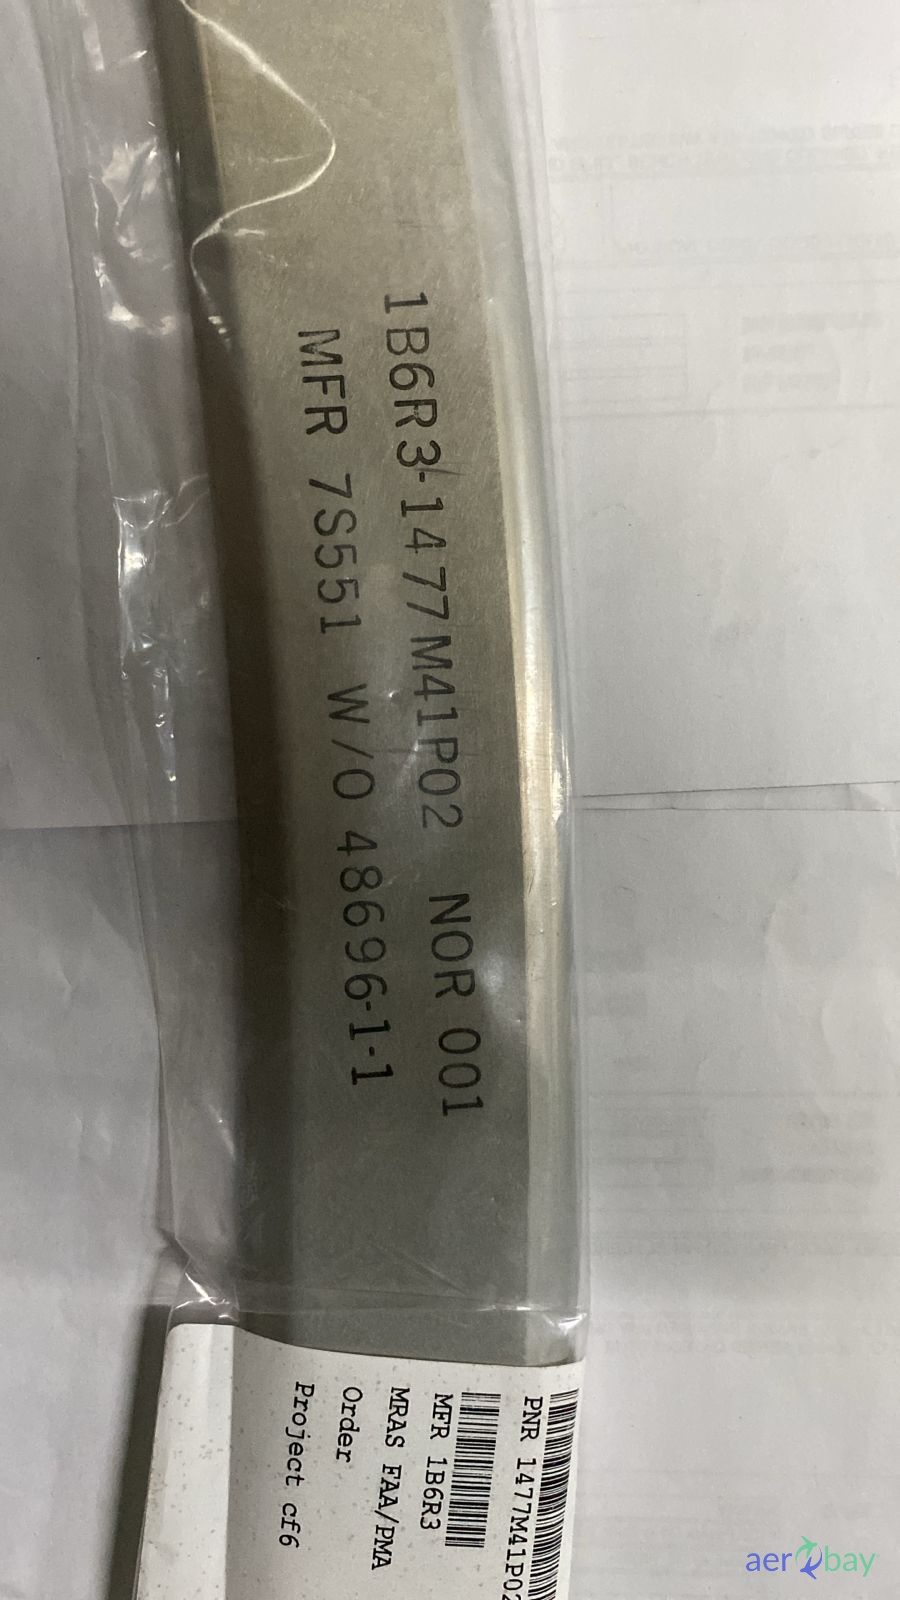 1B6R3-1477M41P02 NOR 001
MFR 7S551 W/O 48696-1-1
PNR 1477M41P02
MFR 1B6R3
MRAS FAA/PMA
Order
Project cf6
aerobay